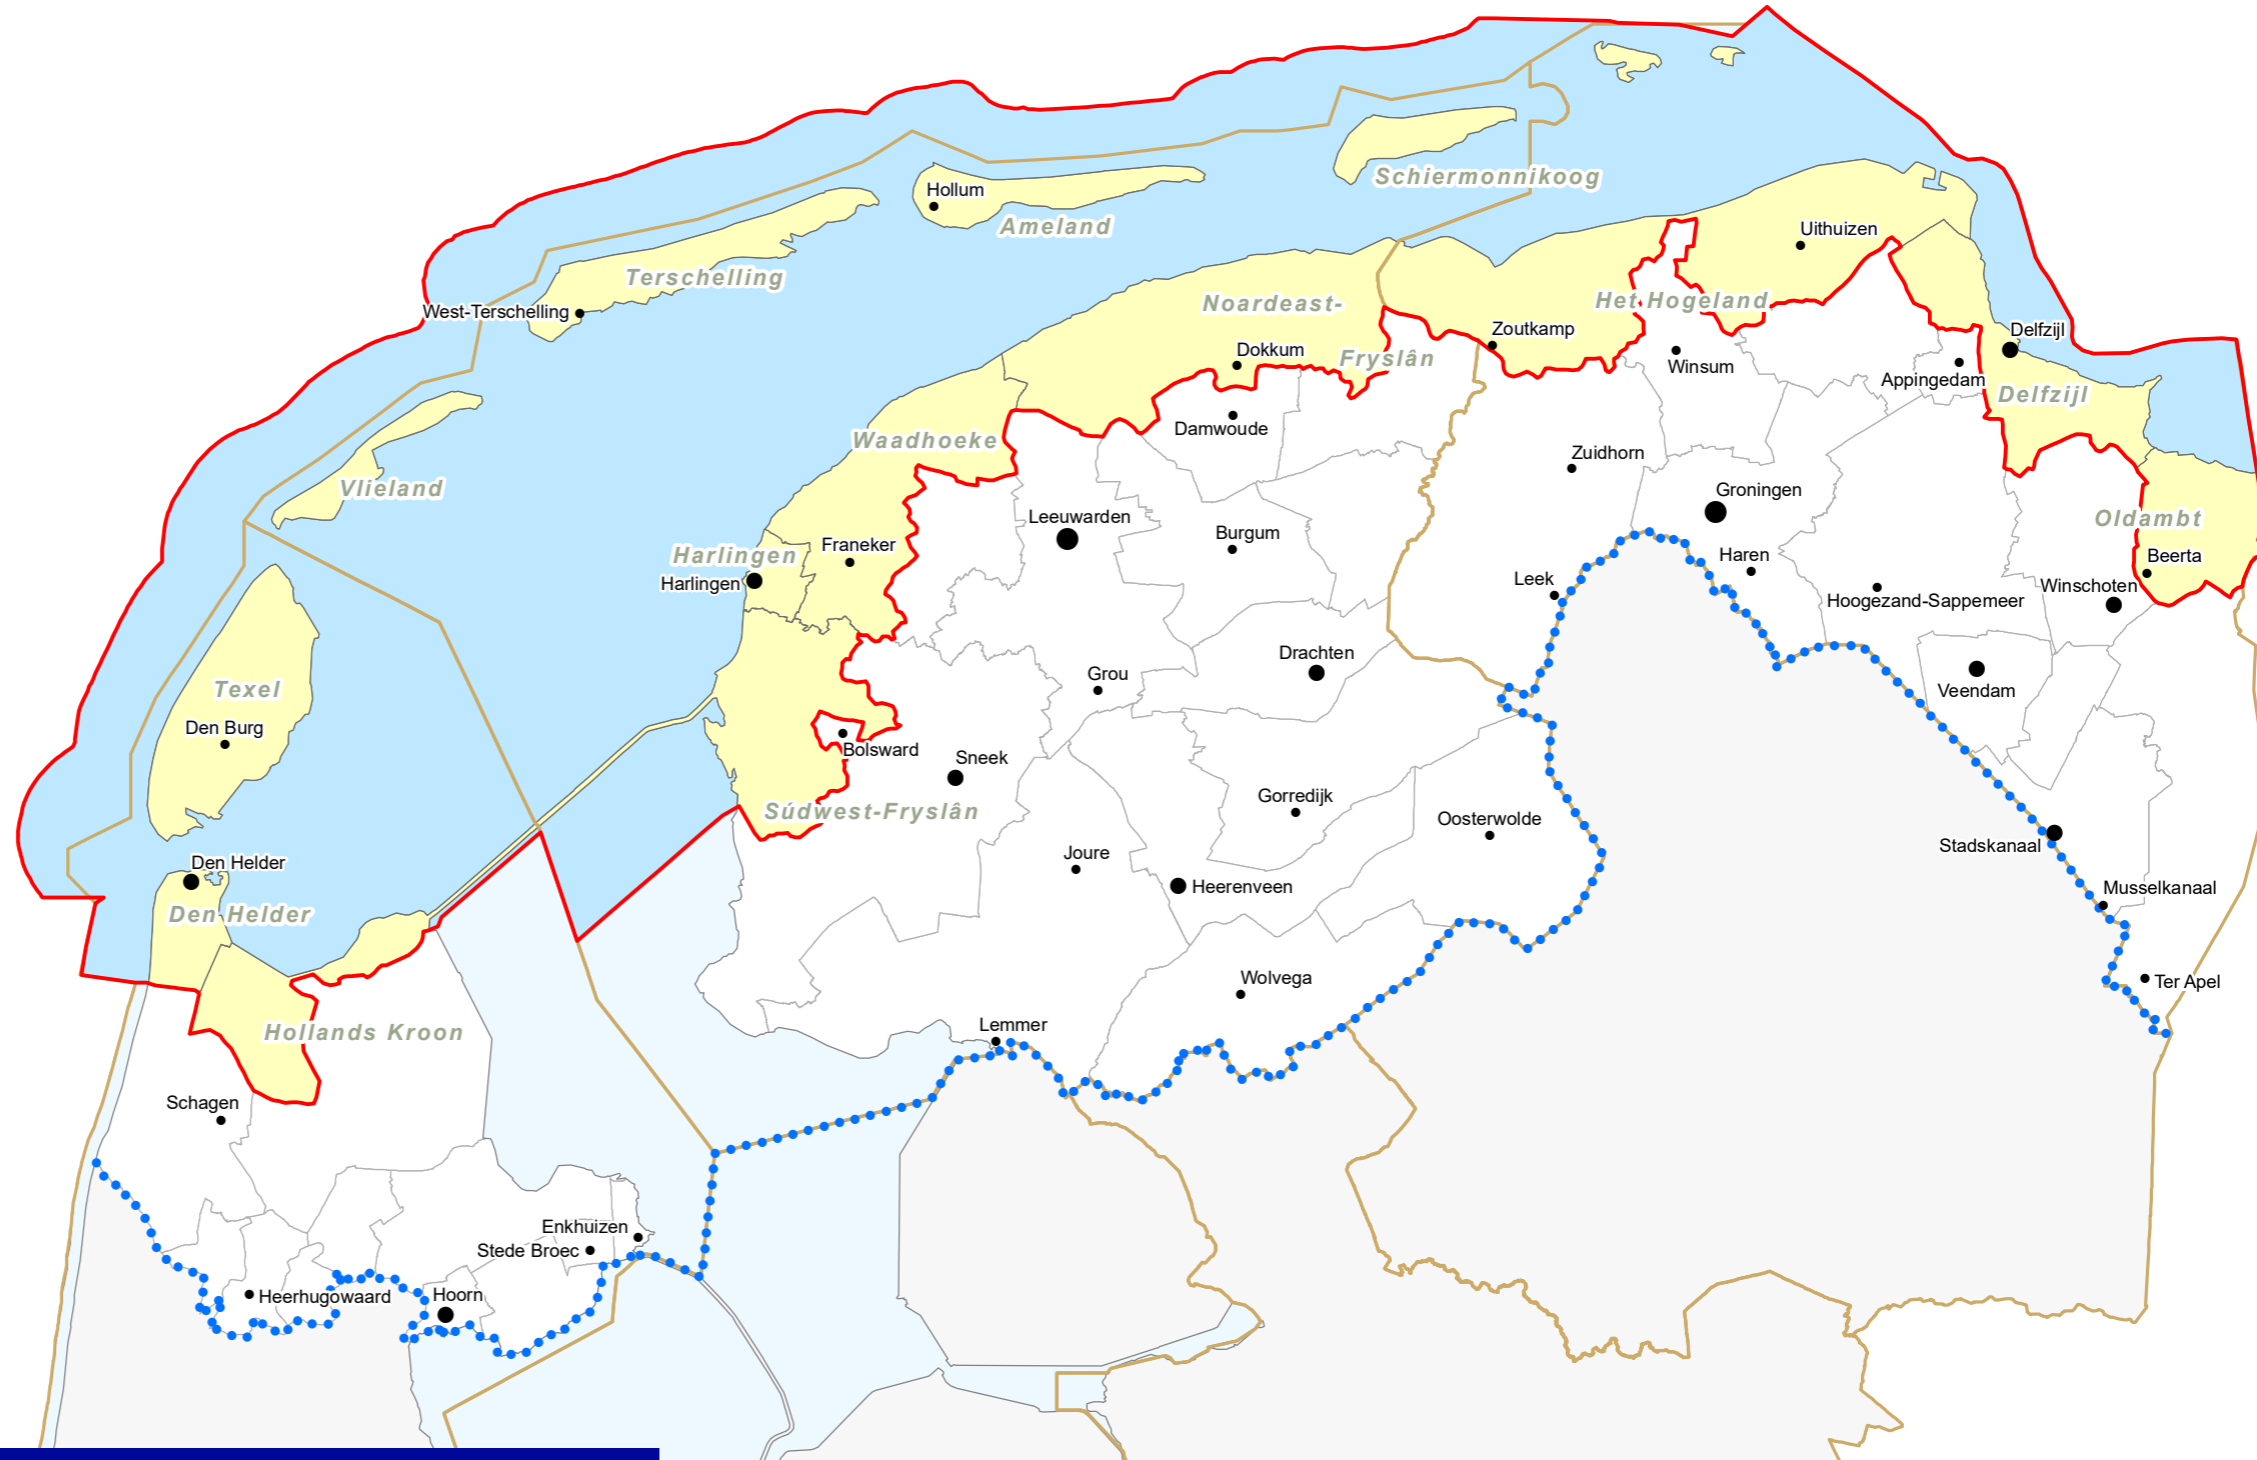 Hollum
Schiermonnikoog
Ameland
Uithuizen
Terschelling
West-Terschelling
Noardeast-
Het Hogeland
Zoutkamp
Delfzijl
Dokkum
Fryslân
Winsum
Appingedam
Delfzijl
Damwoude
Waadhoeke
Zuidhorn
Vlieland
Groningen
Leeuwarden
Oldambt
Burgum
Franeker
Harlingen
Harlingen
Haren
Beerta
Leek
Winschoten
Hoogezand-Sappemeer
Drachten
Grou
Veendam
Texel
Den Burg
Bolsward
Sneek
Gorredijk
Súdwest-Fryslân
Oosterwolde
Stadskanaal
Joure
Den Helder
Heerenveen
Musselkanaal
Den Helder
Wolvega
Ter Apel
Lemmer
Hollands Kroon
Schagen
Enkhuizen
Stede Broec
Heerhugowaard
Hoorn